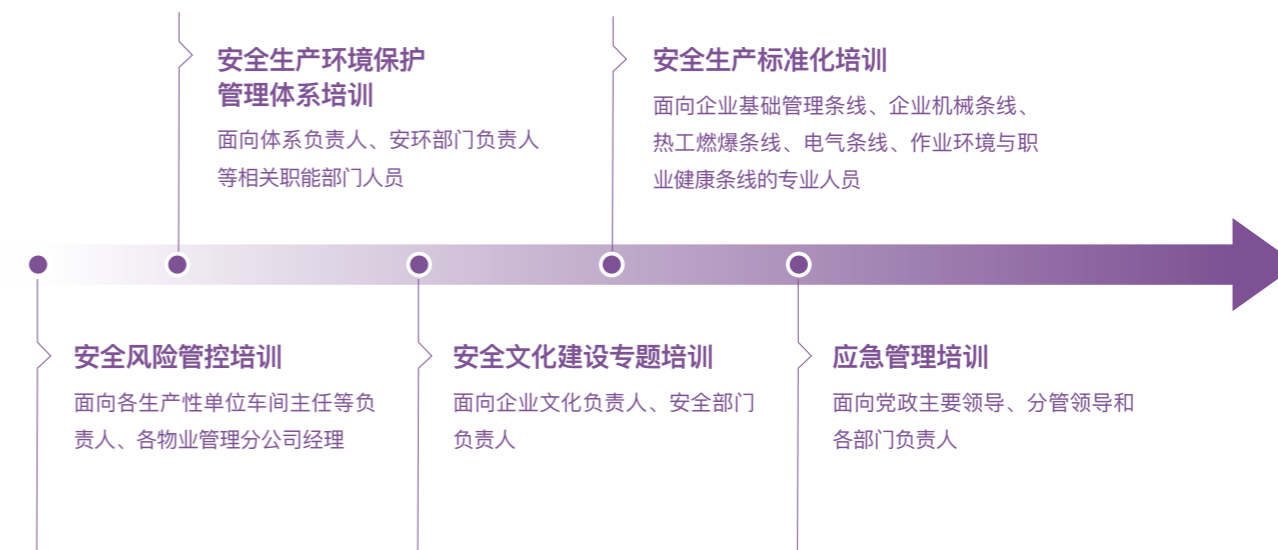 安全生产环境保护
管理体系培训
面向体系负责人、安环部门负责人
等相关职能部门人员
安全生产标准化培训
面向企业基础管理条线、企业机械条线、
热工燃爆条线、电气条线、作业环境与职
业健康条线的专业人员
安全风险管控培训
面向各生产性单位车间主任等负
责人、各物业管理分公司经理
安全文化建设专题培训
面向企业文化负责人、安全部门
负责人
应急管理培训
面向党政主要领导、分管领导和
各部门负责人